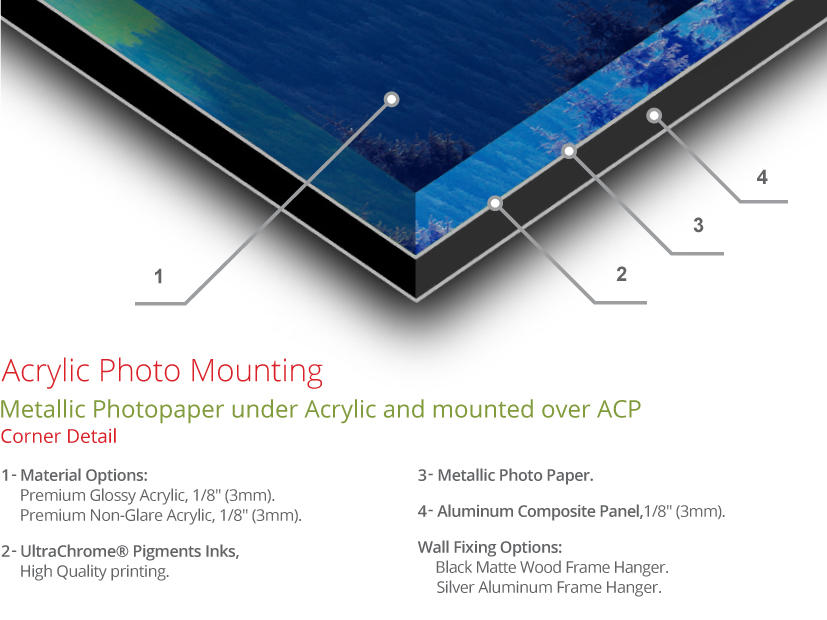 4
3
2
1
Acrylic Photo Mounting
Metallic Photopaper under Acrylic and mounted over ACP
Corner Detail
1- Material Options:
Premium Glossy Acrylic, 1/8" (3mm).
Premium Non-Glare Acrylic, 1/8" (3mm).
2- UltraChrome® Pigments Inks,
High Quality printing.
3- Metallic Photo Paper.
4- Aluminum Composite Panel,1/8" (3mm).
Wall Fixing Options:
Black Matte Wood Frame Hanger.
Silver Aluminum Frame Hanger.